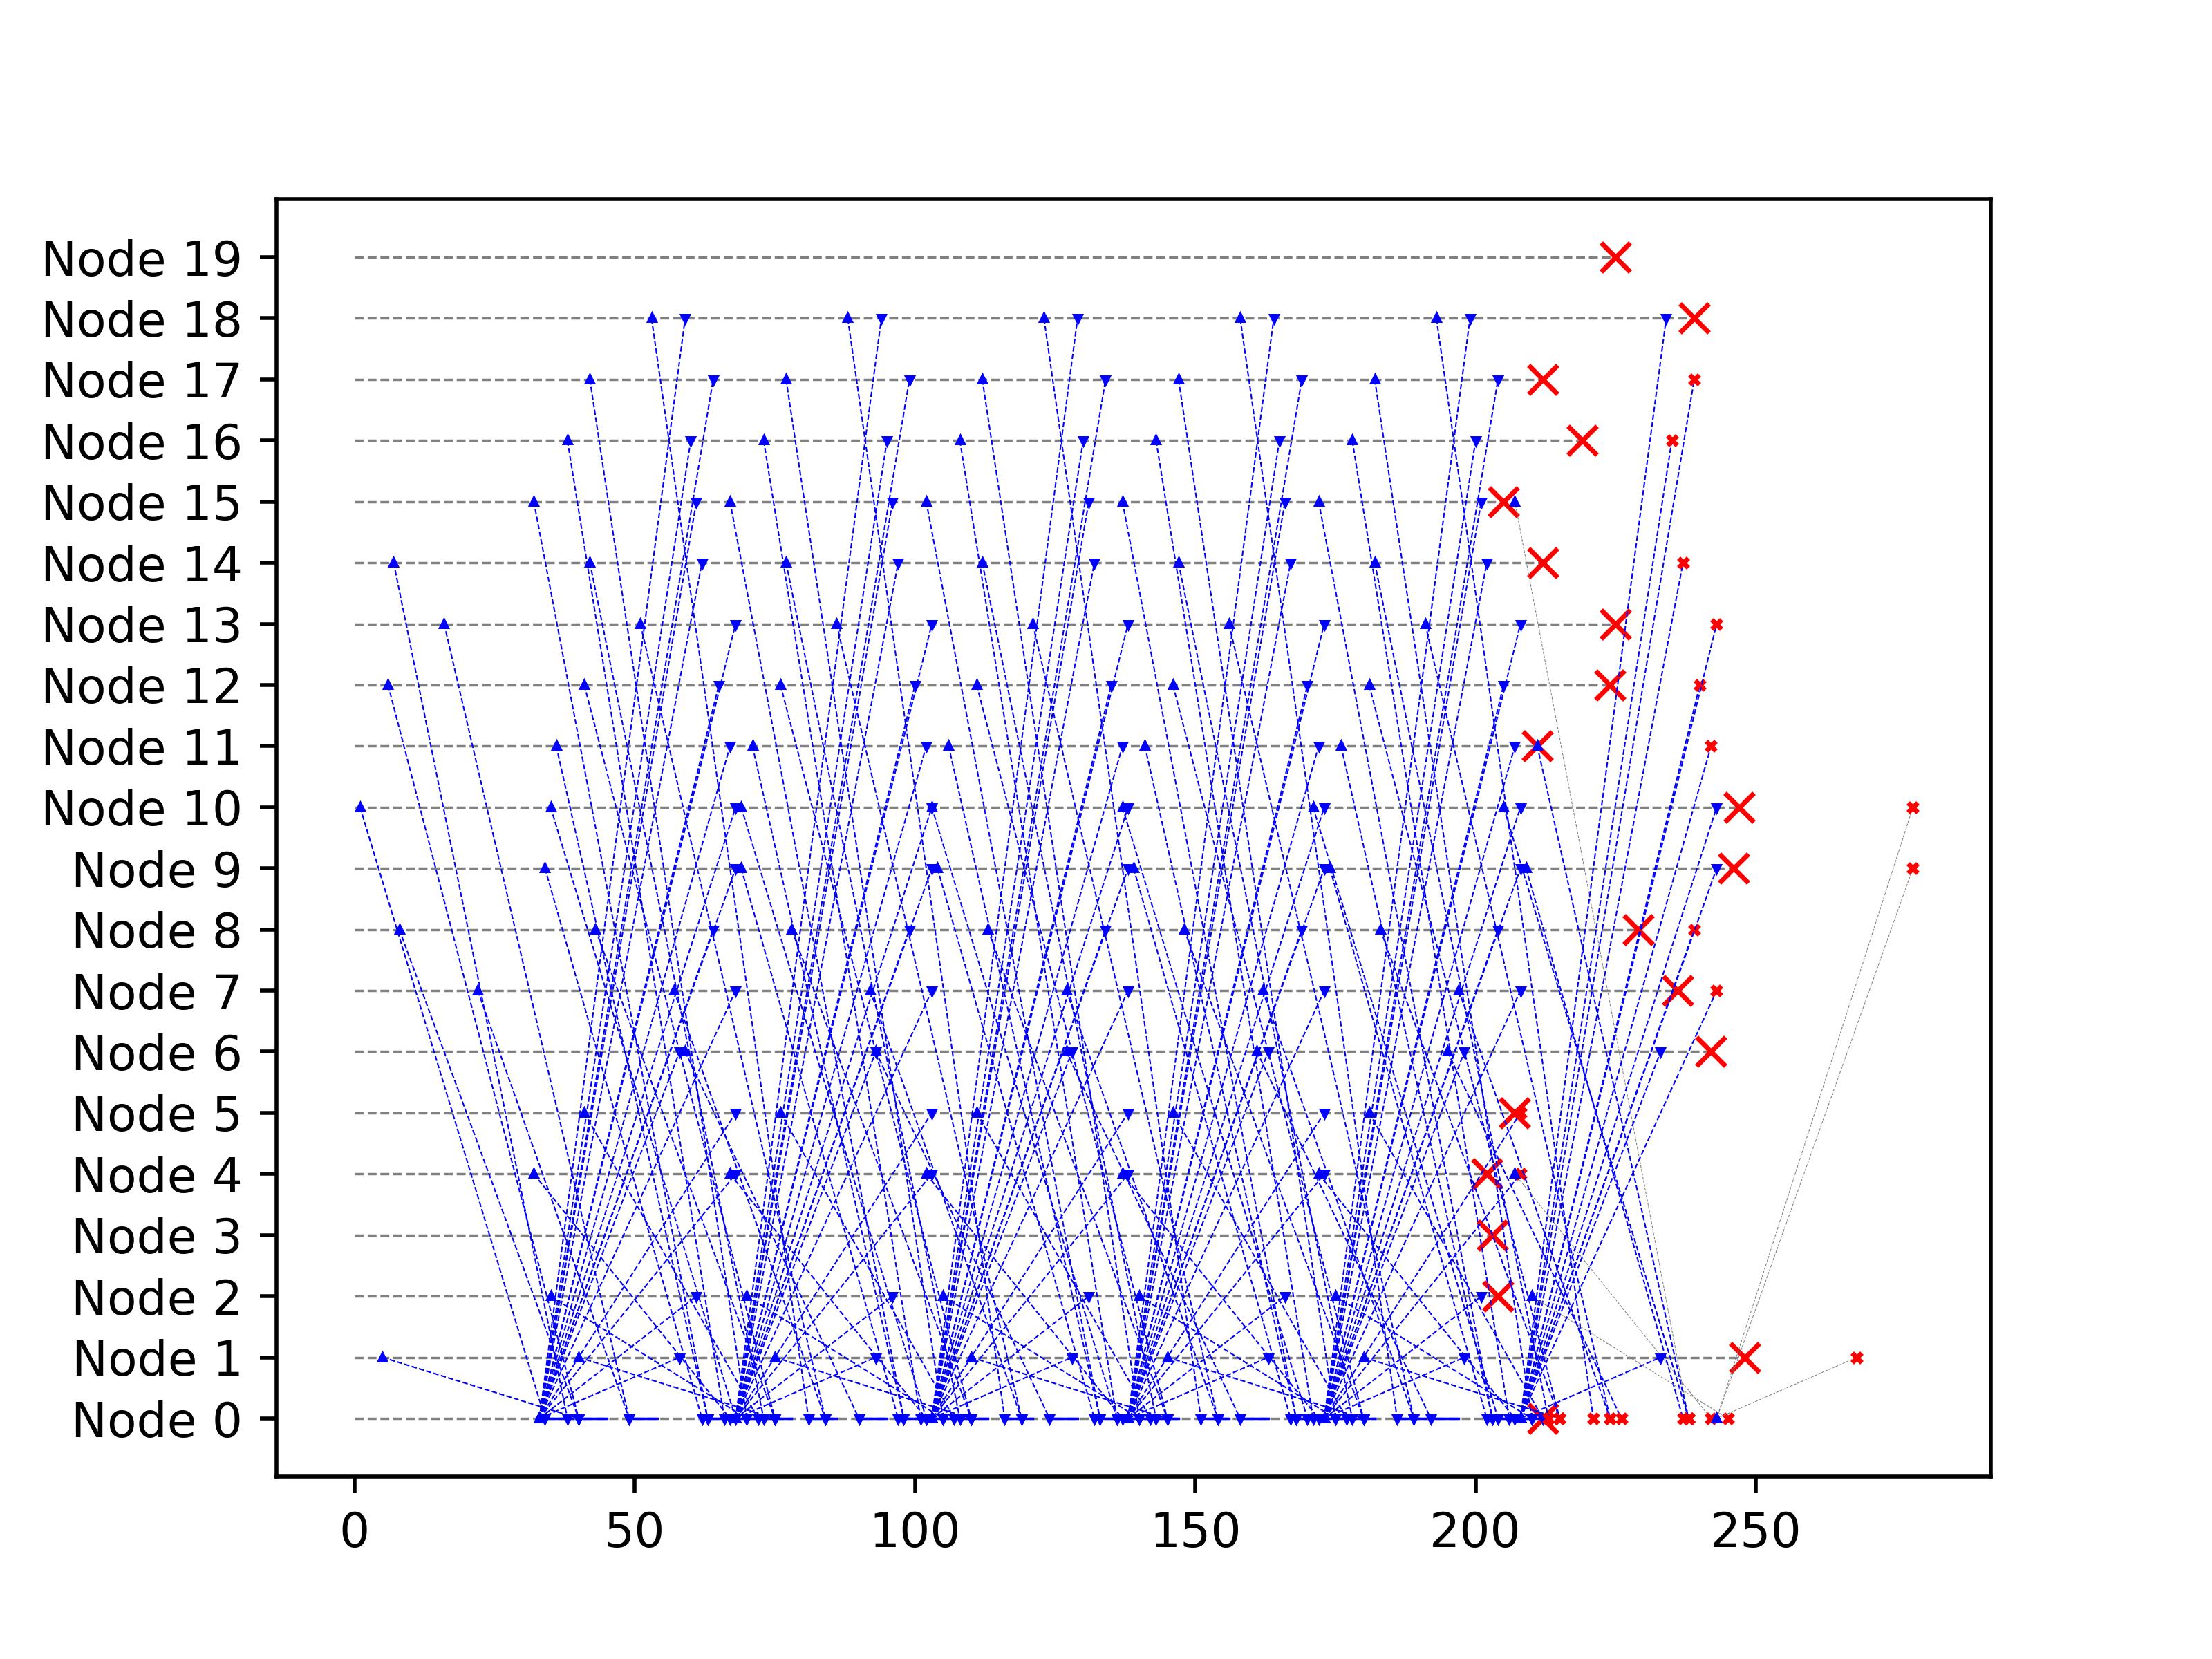 Node 19
Node 18
Node 17
Node 16
Node 15
Node 14
Node 13
Node 12
Node 11
Node 10
Node 9
Node 8
Node 7
Node 6
Node 5
Node 4
Node 3
Node 2
Node 1
Node 0
0 50 100 150 200 250